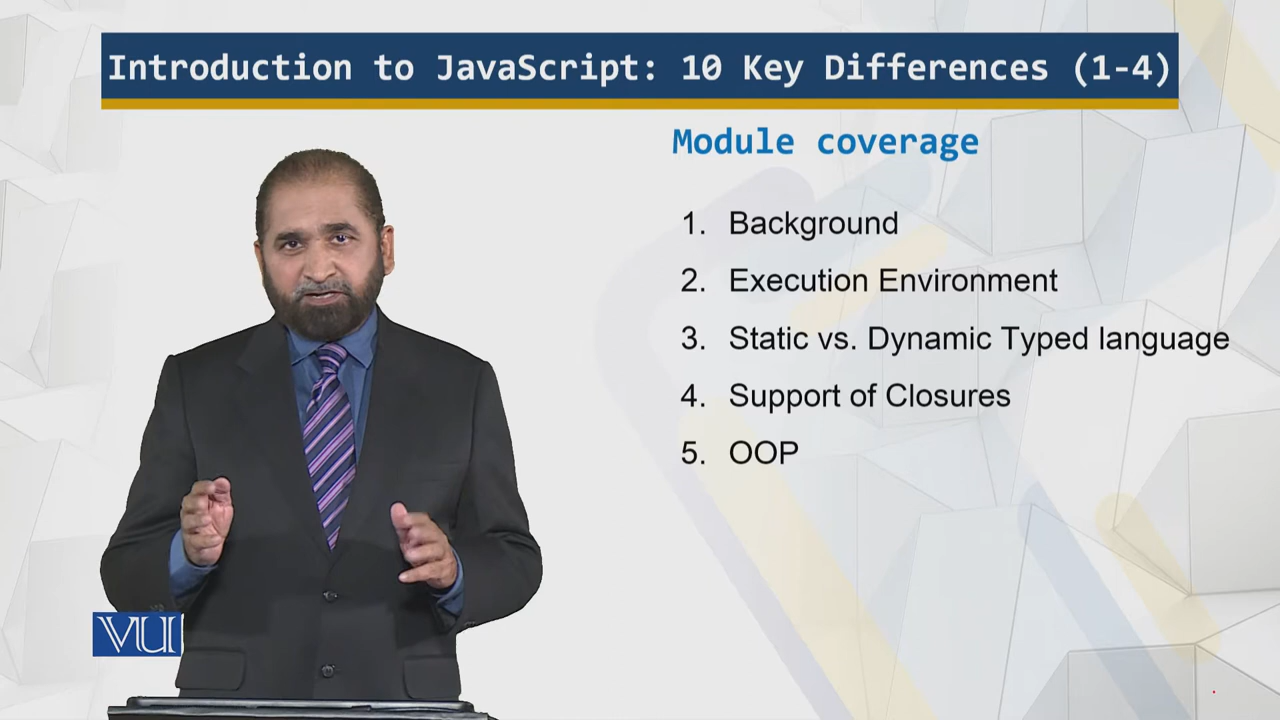 Introduction to JavaScript: 10 Key Differences (1-4)
Module coverage
1. Background
2. Execution Environment
3. Static vs. Dynamic Typed language
4. Support of Closures
5. OOP
VU